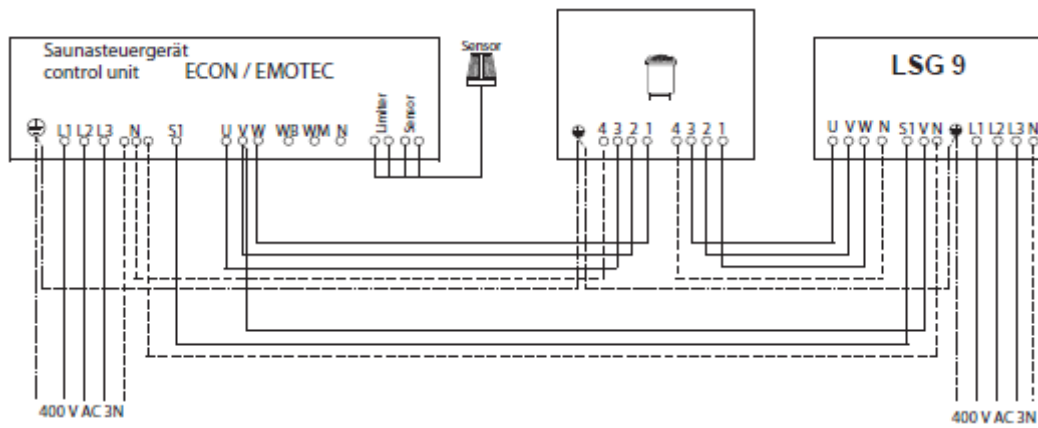 Saunasteuergerät
control unit ECON / EMOTEC
L1 L2 L3 N S1 U V W WB WM N Limiter Sensor
Sensor
4 3 2 1 4 3 2 1
LSG 9
U V W N S1 V N L1 L2 L3 N
400 V AC 3N
400 V AC 3N